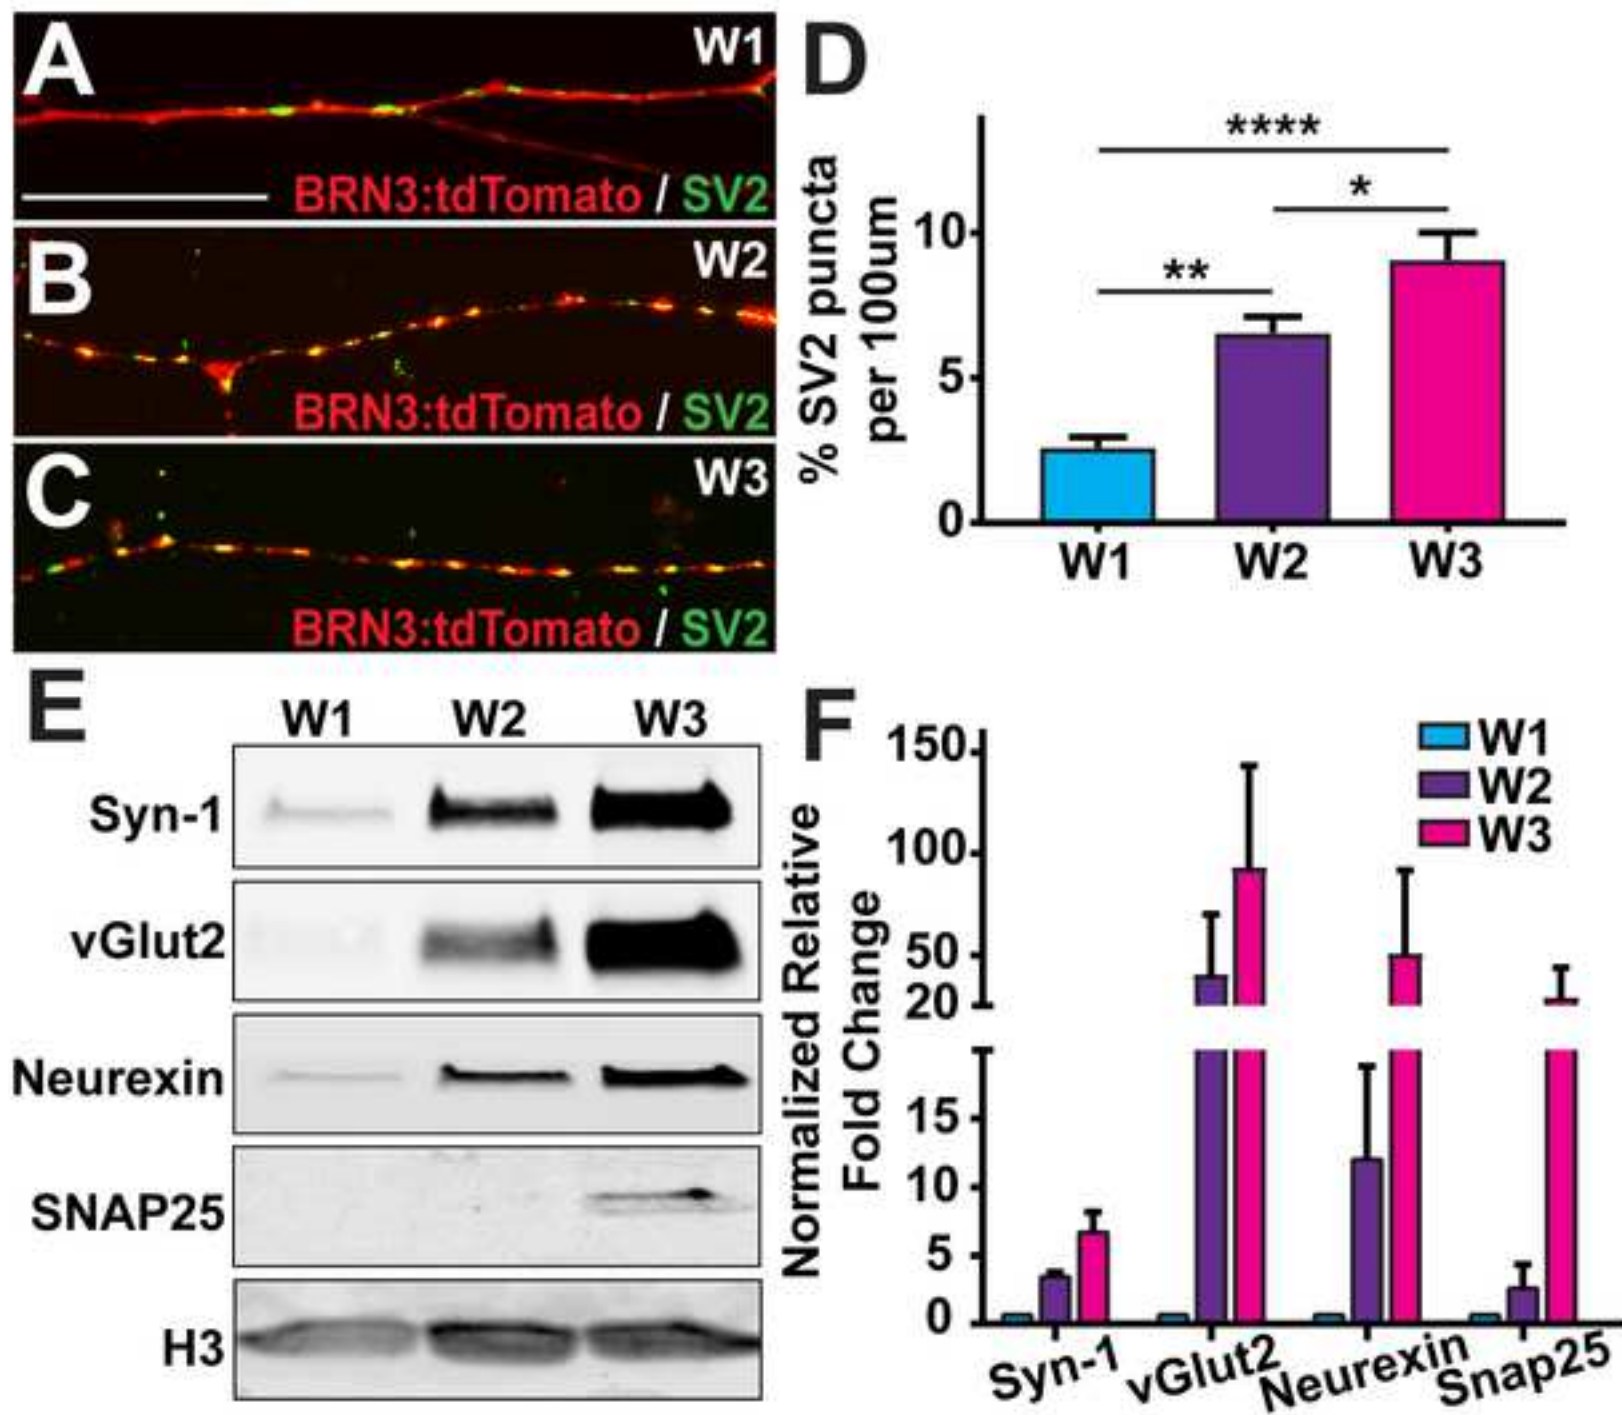 A
W1
BRN3:tdTomato / SV2
B
W2
BRN3:tdTomato / SV2
C
W3
BRN3:tdTomato / SV2
D
% SV2 puncta
per 100um
****
*
**
10
5
0
W1 W2 W3
E
W1 W2 W3
Syn-1
vGlut2
Neurexin
SNAP25
H3
F
Normalized Relative
Fold Change
W1
W2
W3
150
100
50
20
15
10
5
0
Syn-1 vGlut2 Neurexin Snap25